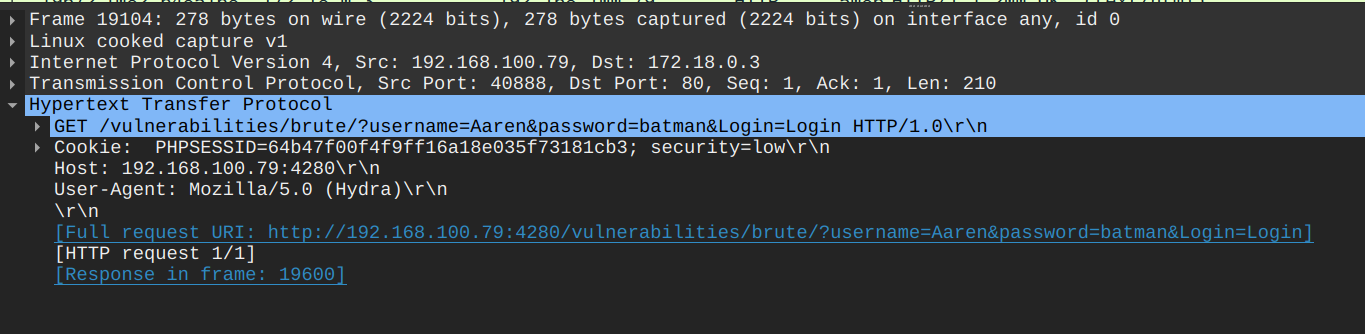 Frame 19104: 278 bytes on wire (2224 bits), 278 bytes captured (2224 bits) on interface any, id 0
Linux cooked capture v1
Internet Protocol Version 4, Src: 192.168.100.79, Dst: 172.18.0.3
Transmission Control Protocol, Src Port: 40888, Dst Port: 80, Seq: 1, Ack: 1, Len: 210
Hypertext Transfer Protocol
GET /vulnerabilities/brute/?username=Aaren&password=batman&Login=Login HTTP/1.0\r\n
Cookie:  PHPSESSID=64b47f00f4f9ff16a18e035f73181cb3; security=low\r\n
Host: 192.168.100.79:4280\r\n
User-Agent: Mozilla/5.0 (Hydra)\r\n
\r\n
[Full request URI: http://192.168.100.79:4280/vulnerabilities/brute/?username=Aaren&password=batman&Login=Login]
[HTTP request 1/1]
[Response in frame: 19600]